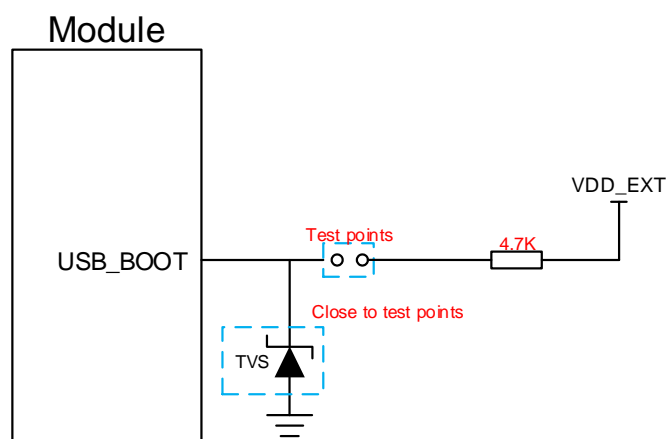 Module
VDD_EXT
Test points
4.7K
USB_BOOT
Close to test points
TVS